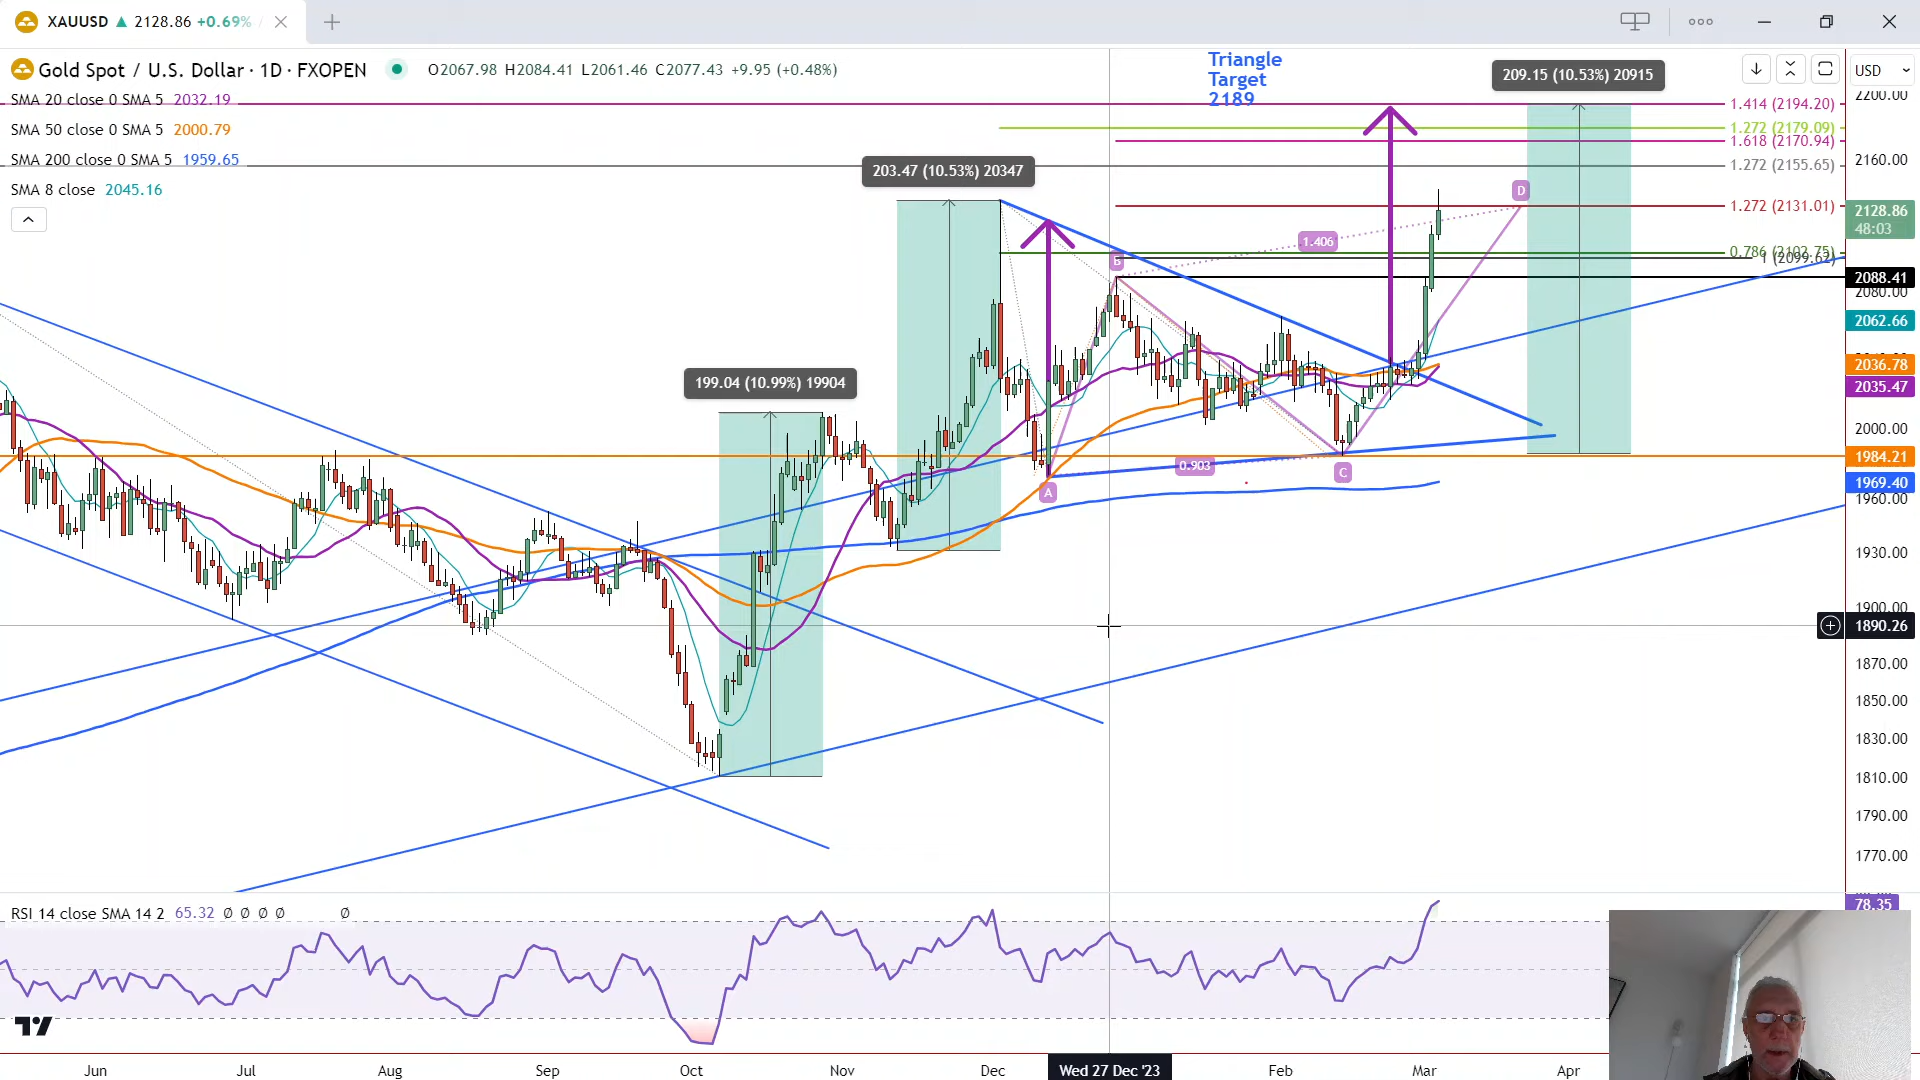 XAUUSD ▲ 2128.86 +0.69% /
Gold Spot / U.S. Dollar · 1D · FXOPEN O2067.98 H2084.41 L2061.46 C2077.43 +9.95 (+0.48%)
SMA 20 close 0 SMA 5 2032.19
SMA 50 close 0 SMA 5 2000.79
SMA 200 close 0 SMA 5 1959.65
SMA 8 close 2045.16
Triangle
Target
2189
209.15 (10.53%) 20915
203.47 (10.53%) 20347
199.04 (10.99%) 19904
1.414 (2194.20)
1.272 (2179.09)
1.618 (2170.94)
1.272 (2155.65)
1.272 (2131.01)
0.786 (2102.75)
1 (2099.62)
D
1.406
B
0.903
A
C
USD
2200.00
2160.00
2128.86
48:03
2088.41
2080.00
2062.66
2036.78
2035.47
2000.00
1984.21
1969.40
1960.00
1930.00
1900.00
1890.26
1870.00
1850.00
1830.00
1810.00
1790.00
1770.00
RSI 14 close SMA 14 2 65.32 Ø Ø Ø Ø Ø
78.35
Jun Jul Aug Sep Oct Nov Dec Wed 27 Dec '23 Feb Mar Apr